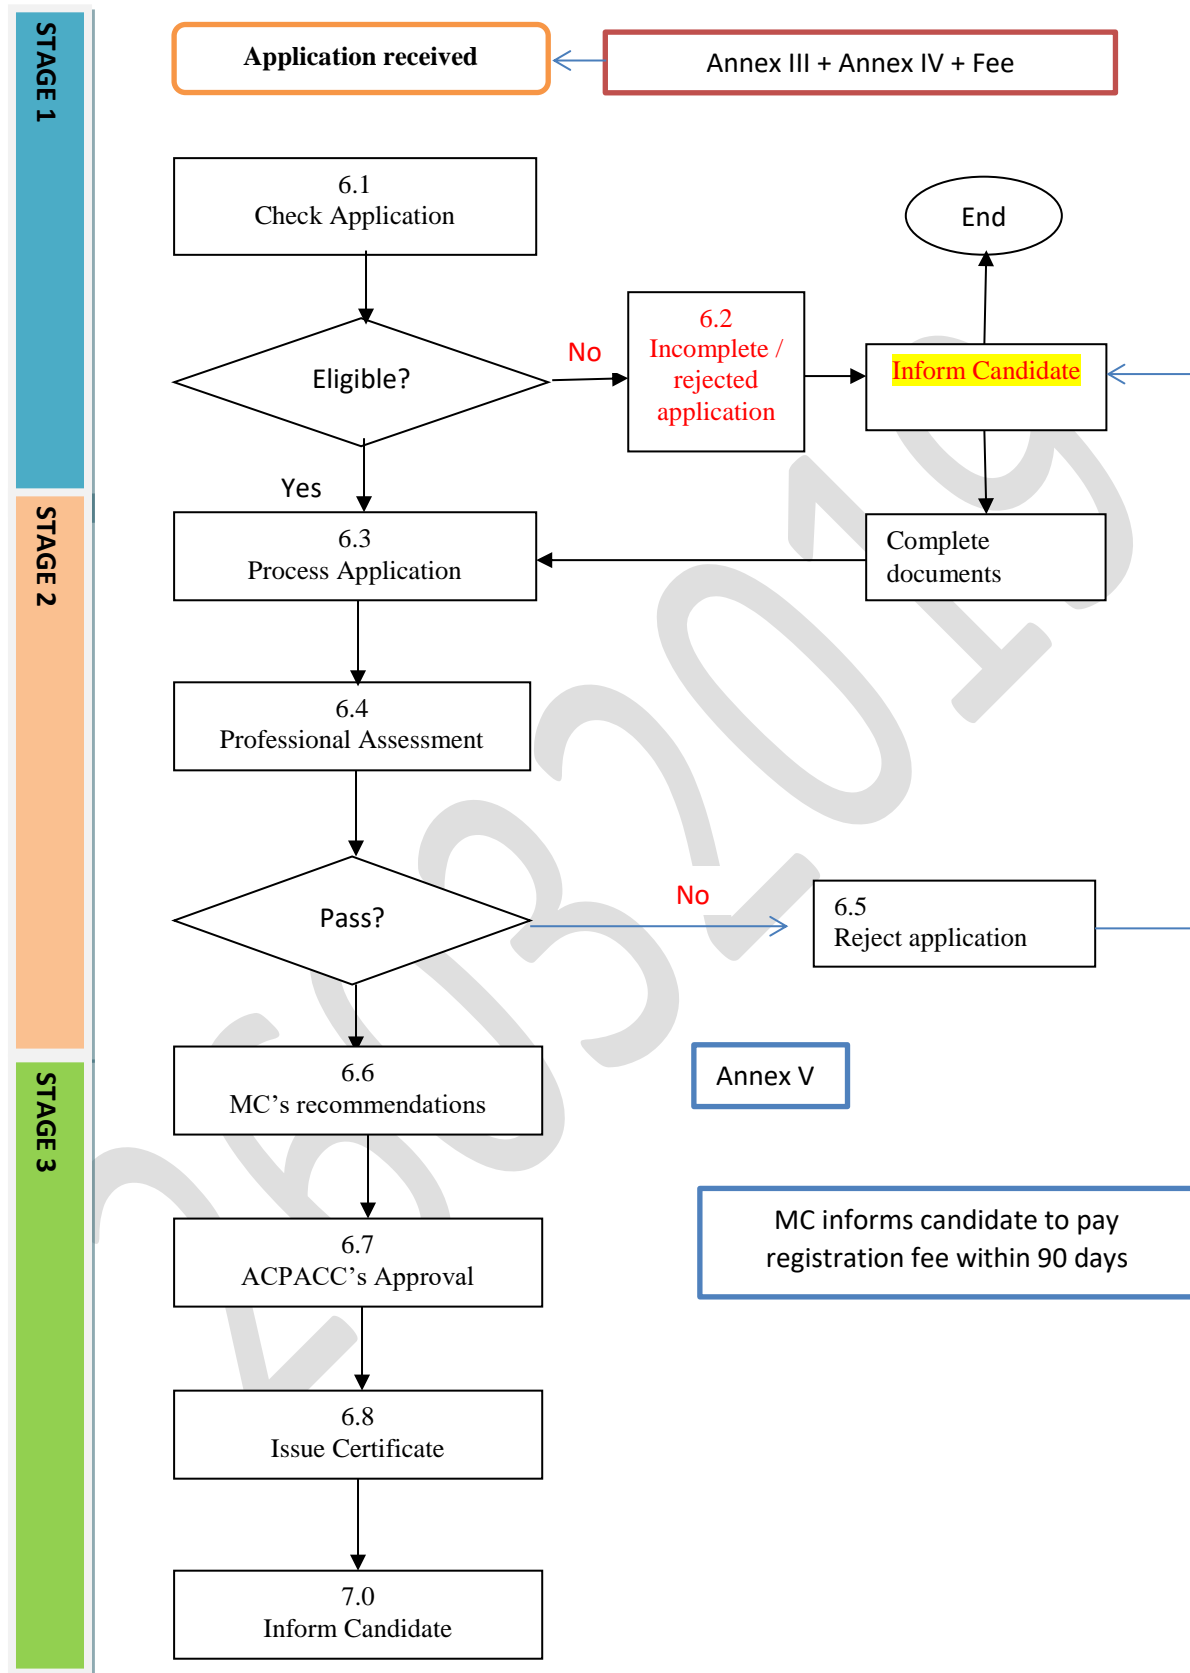 STAGE 1
Application received
Annex III + Annex IV + Fee
6.1
Check Application
End
Eligible?
No
6.2
Incomplete /
rejected
application
Inform Candidate
Yes
STAGE 2
6.3
Process Application
Complete
documents
6.4
Professional Assessment
Pass?
No
6.5
Reject application
STAGE 3
6.6
MC’s recommendations
Annex V
6.7
ACPACC’s Approval
MC informs candidate to pay
registration fee within 90 days
6.8
Issue Certificate
7.0
Inform Candidate
26032019